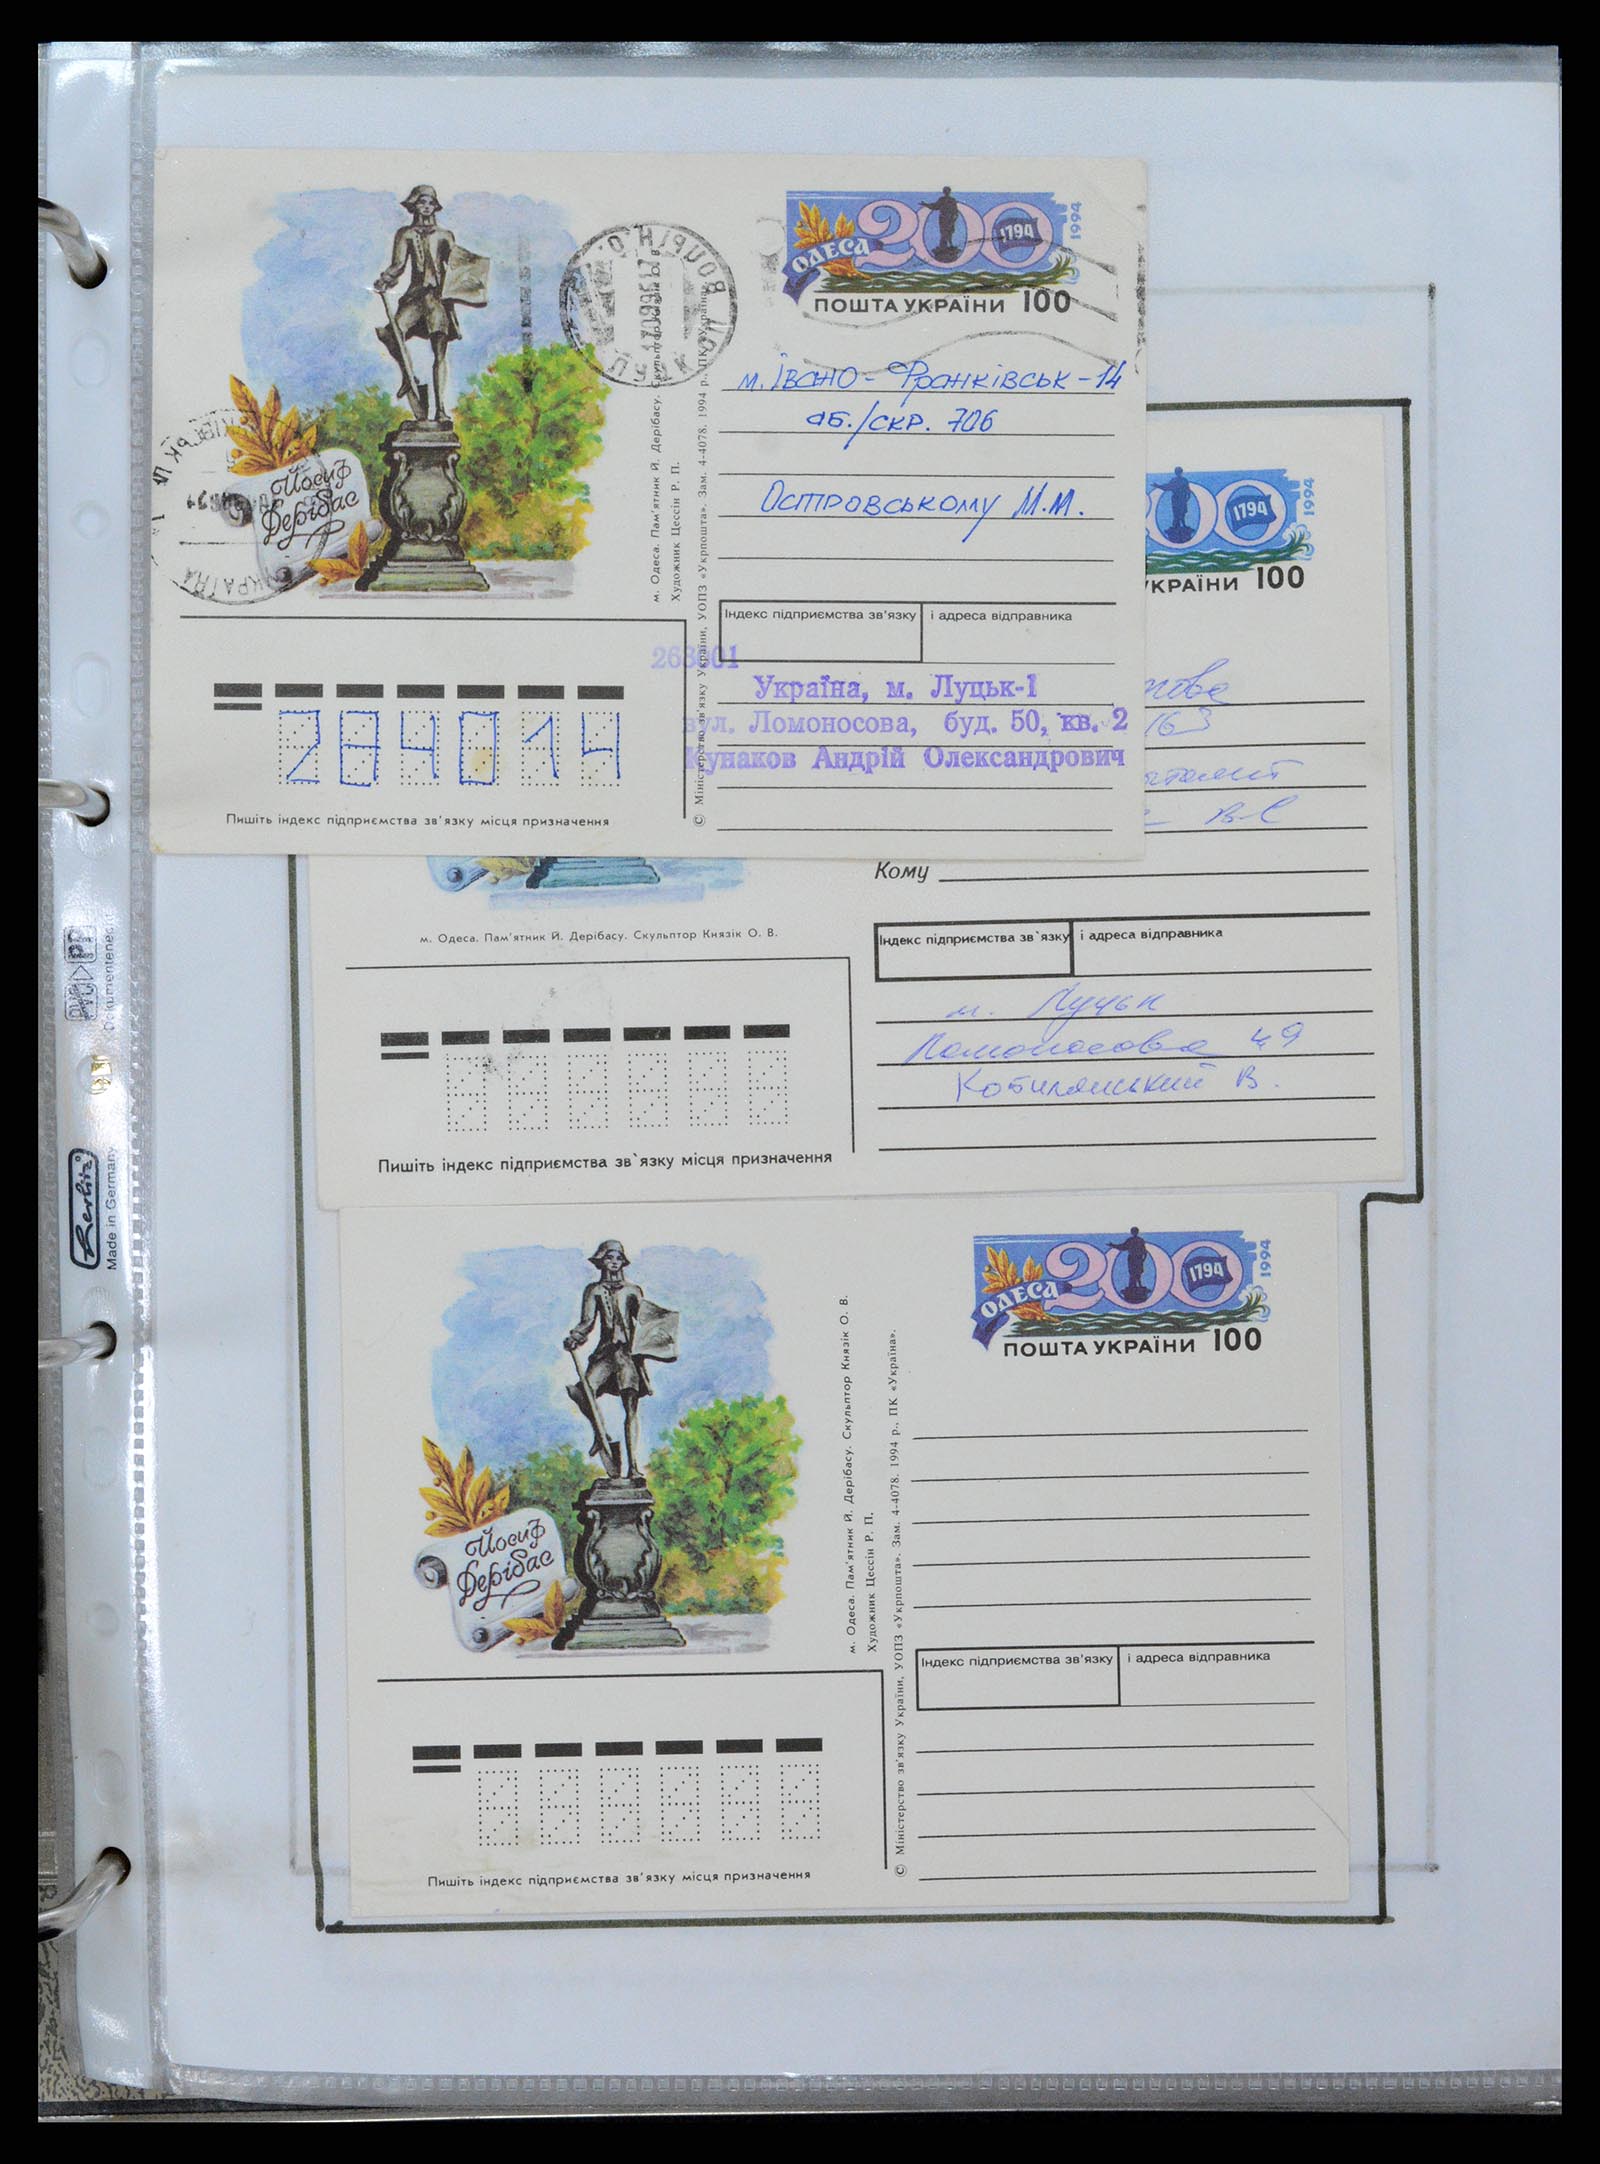 ОДЕСА 200 1794 1994
ПОШТА УКРАЇНИ 100
м. Івано-Франківськ-14
аб./скр. 706
Островському М.М.
Йосиф
Дерібас
м. Одеса. Пам'ятник Й. Дерібасу. Скульптор
Художник Цессін Р. П.
© Міністерство зв'язку України, УОПЗ «Укрпошта». Зам. 4-4078. 1994 р., ПК «Україна».
Індекс підприємства зв'язку і адреса відправника
Україна, м. Луцьк-1
вул. Ломоносова, буд. 50, кв. 2
Кунаков Андрій Олександрович
284014
Пишіть індекс підприємства зв'язку місця призначення
1794 1994
УКРАЇНИ 100
163
Кому
м. Одеса. Пам'ятник Й. Дерібасу. Скульптор Князік О. В.
Індекс підприємства зв`язку і адреса відправника
м. Луцьк
Ломоносова 49
Кобилянський В.
Пишіть індекс підприємства зв`язку місця призначення
ОДЕСА 200 1794 1994
ПОШТА УКРАЇНИ 100
Йосиф
Дерібас
м. Одеса. Пам'ятник Й. Дерібасу. Скульптор Князік О. В.
Художник Цессін Р. П.
© Міністерство зв'язку України, УОПЗ «Укрпошта». Зам. 4-4078. 1994 р., ПК «Україна».
Індекс підприємства зв'язку і адреса відправника
Пишіть індекс підприємства зв'язку місця призначення
Herlitz
Made in Germany